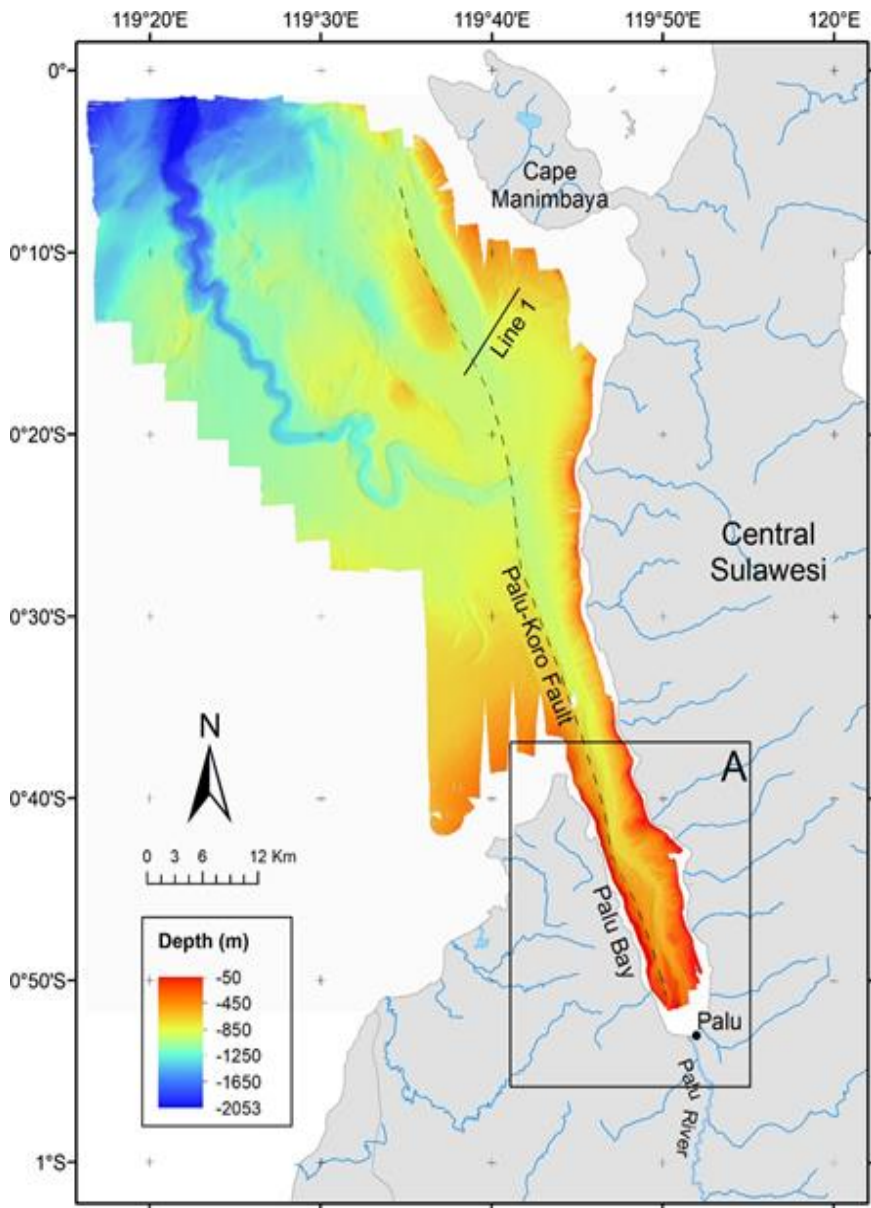 119°20'E 119°30'E 119°40'E 119°50'E 120°E
0°
Cape
Manimbaya
0°10'S
Line 1
0°20'S
Central
Sulawesi
0°30'S
Palu-Koro Fault
N
A
0°40'S
0 3 6 12 Km
Palu Bay
Depth (m)
-50
-450
-850
-1250
-1650
-2053
0°50'S
Palu
Palu River
1°S